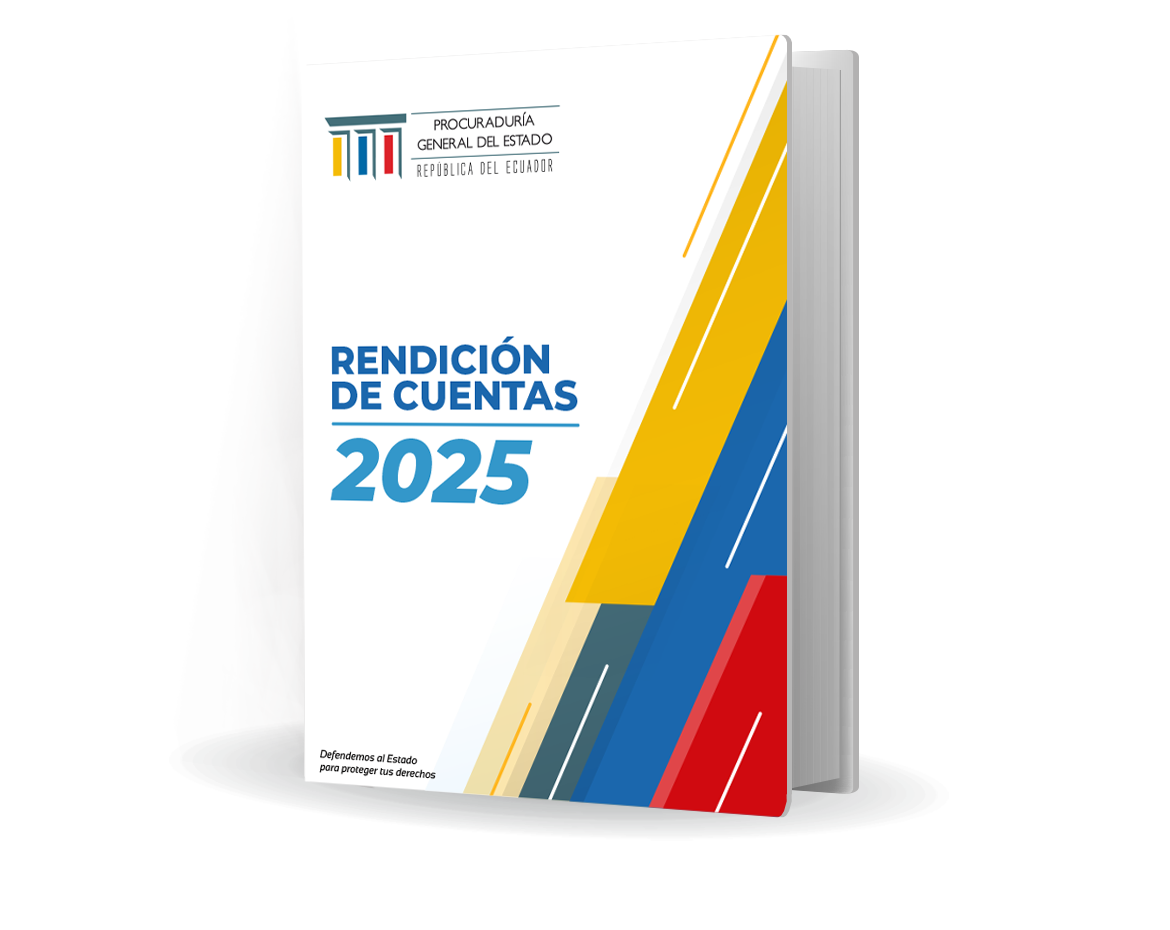 PROCURADURÍA
GENERAL DEL ESTADO
REPÚBLICA DEL ECUADOR
RENDICIÓN
DE CUENTAS
2025
Defendemos al Estado
para proteger tus derechos